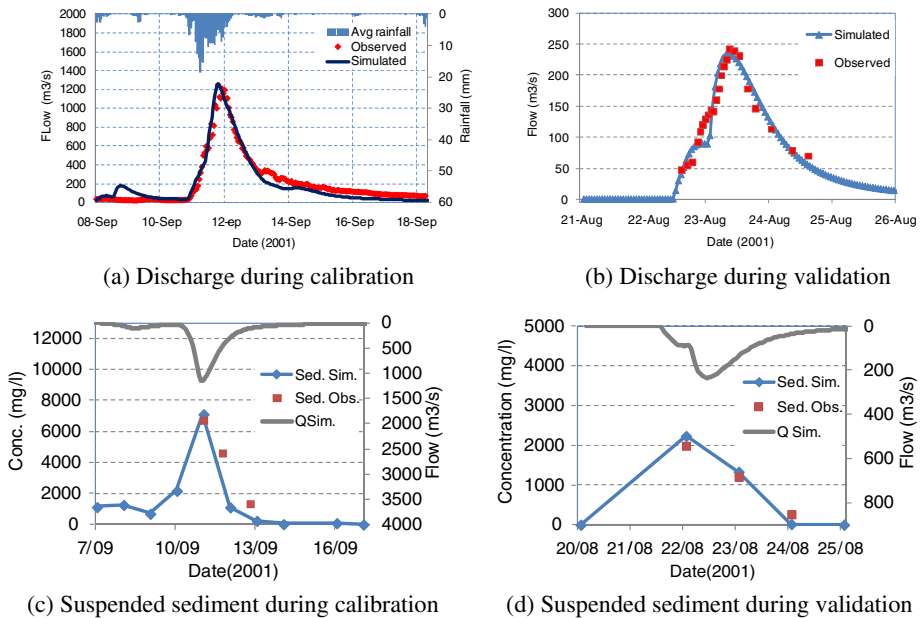 2000
1800
1600
1400
1200
1000
800
600
400
200
0
FLow (m3/s)
08-Sep 10-Sep 12-Sep 14-Sep 16-Sep 18-Sep
Date (2001)
0
10
20
30
40
50
60
Rainfall (mm)
Avg rainfall
Observed
Simulated
(a) Discharge during calibration
300
250
200
150
100
50
0
Flow (m3/s)
21-Aug 22-Aug 23-Aug 24-Aug 25-Aug 26-Aug
Date (2001)
Simulated
Observed
(b) Discharge during validation
12000
10000
8000
6000
4000
2000
0
Conc. (mg/l)
7/09 10/09 13/09 16/09
Date(2001)
0
500
1000
1500
2000
2500
3000
3500
4000
Flow (m3/s)
Sed. Sim.
Sed. Obs.
QSim.
(c) Suspended sediment during calibration
5000
4000
3000
2000
1000
0
Concentration (mg/l)
20/08 21/08 22/08 23/08 24/08 25/08
Date(2001)
0
200
400
600
800
Flow (m3/s)
Sed. Sim.
Sed. Obs.
Q Sim.
(d) Suspended sediment during validation